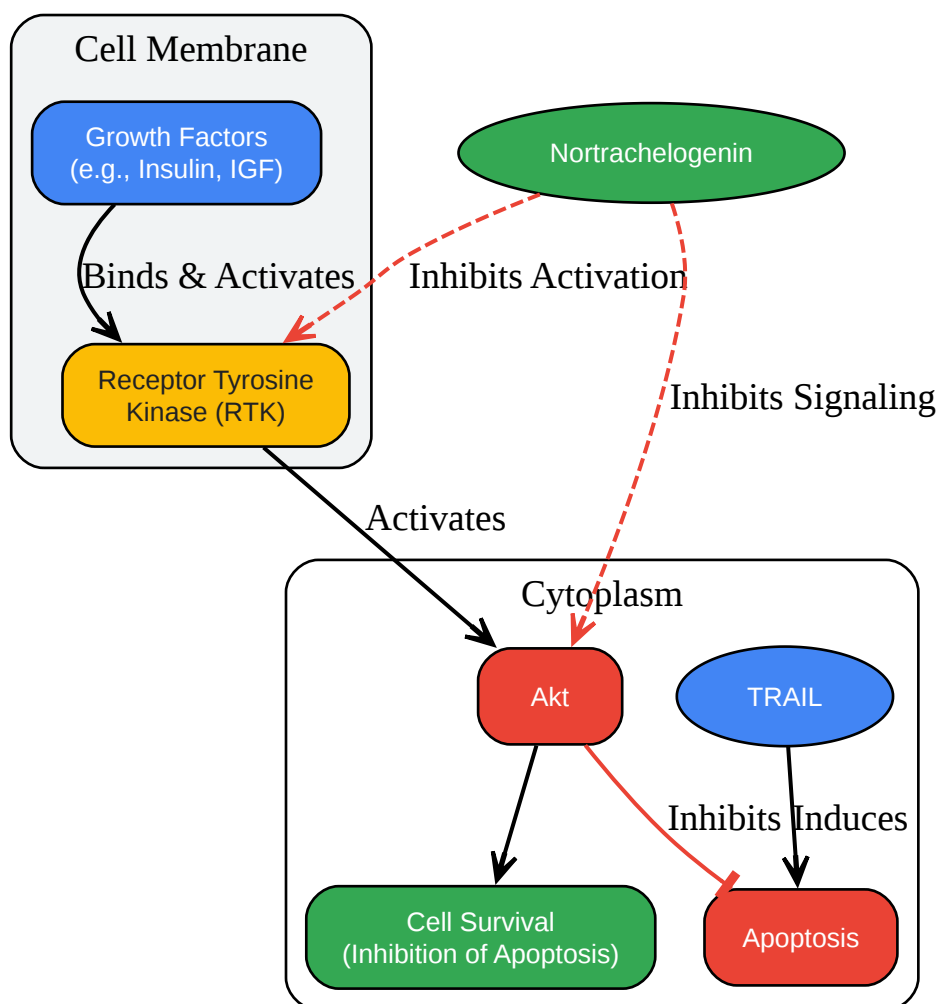 Cell Membrane
Growth Factors
(e.g., Insulin, IGF)
Nortrachelogenin
Binds & Activates
Inhibits Activation
Receptor Tyrosine
Kinase (RTK)
Inhibits Signaling
Activates
Cytoplasm
Akt
TRAIL
Inhibits
Induces
Cell Survival
(Inhibition of Apoptosis)
Apoptosis